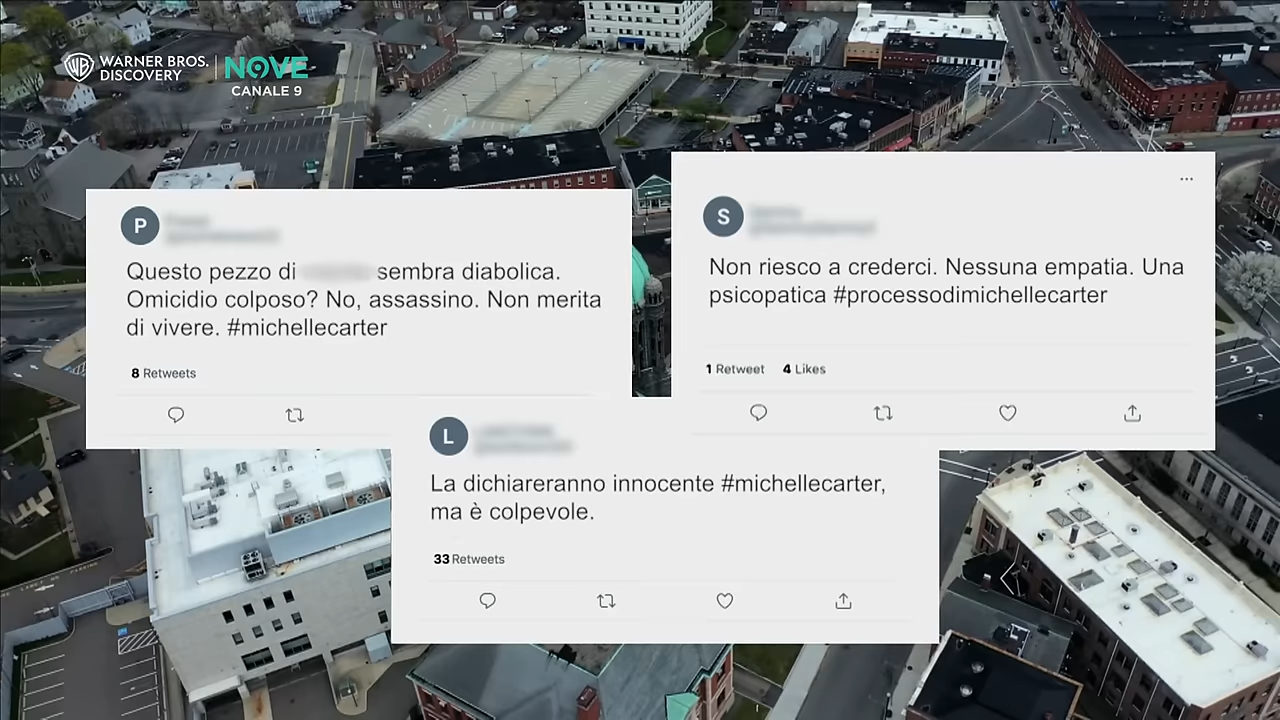 WARNER BROS.
DISCOVERY
NOVE
CANALE 9
P
Questo pezzo di sembra diabolica.
Omicidio colposo? No, assassino. Non merita
di vivere. #michellecarter
8 Retweets
S
Non riesco a crederci. Nessuna empatia. Una
psicopatica #processodimichellecarter
1 Retweet 4 Likes
L
La dichiareranno innocente #michellecarter,
ma è colpevole.
33 Retweets